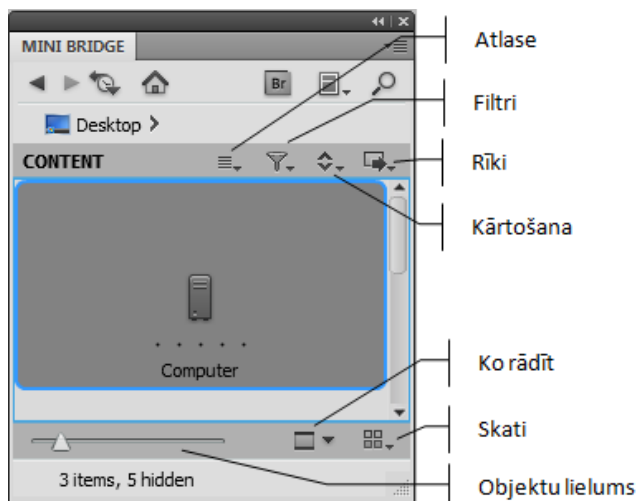 MINI BRIDGE
Br
Desktop
CONTENT
Computer
3 items, 5 hidden
Atlase
Filtri
Rīki
Kārtošana
Ko rādīt
Skati
Objektu lielums